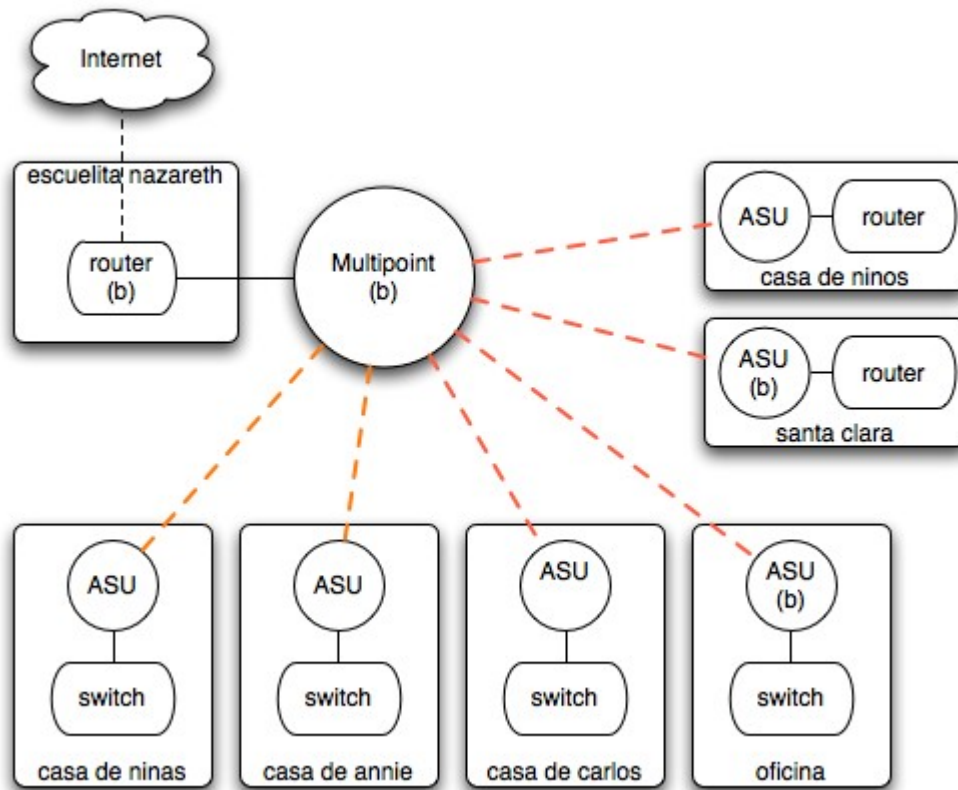 Internet
escuelita nazareth
router
(b)
Multipoint
(b)
ASU
router
casa de ninos
ASU
(b)
router
santa clara
ASU
switch
casa de ninas
ASU
switch
casa de annie
ASU
switch
casa de carlos
ASU
(b)
switch
oficina